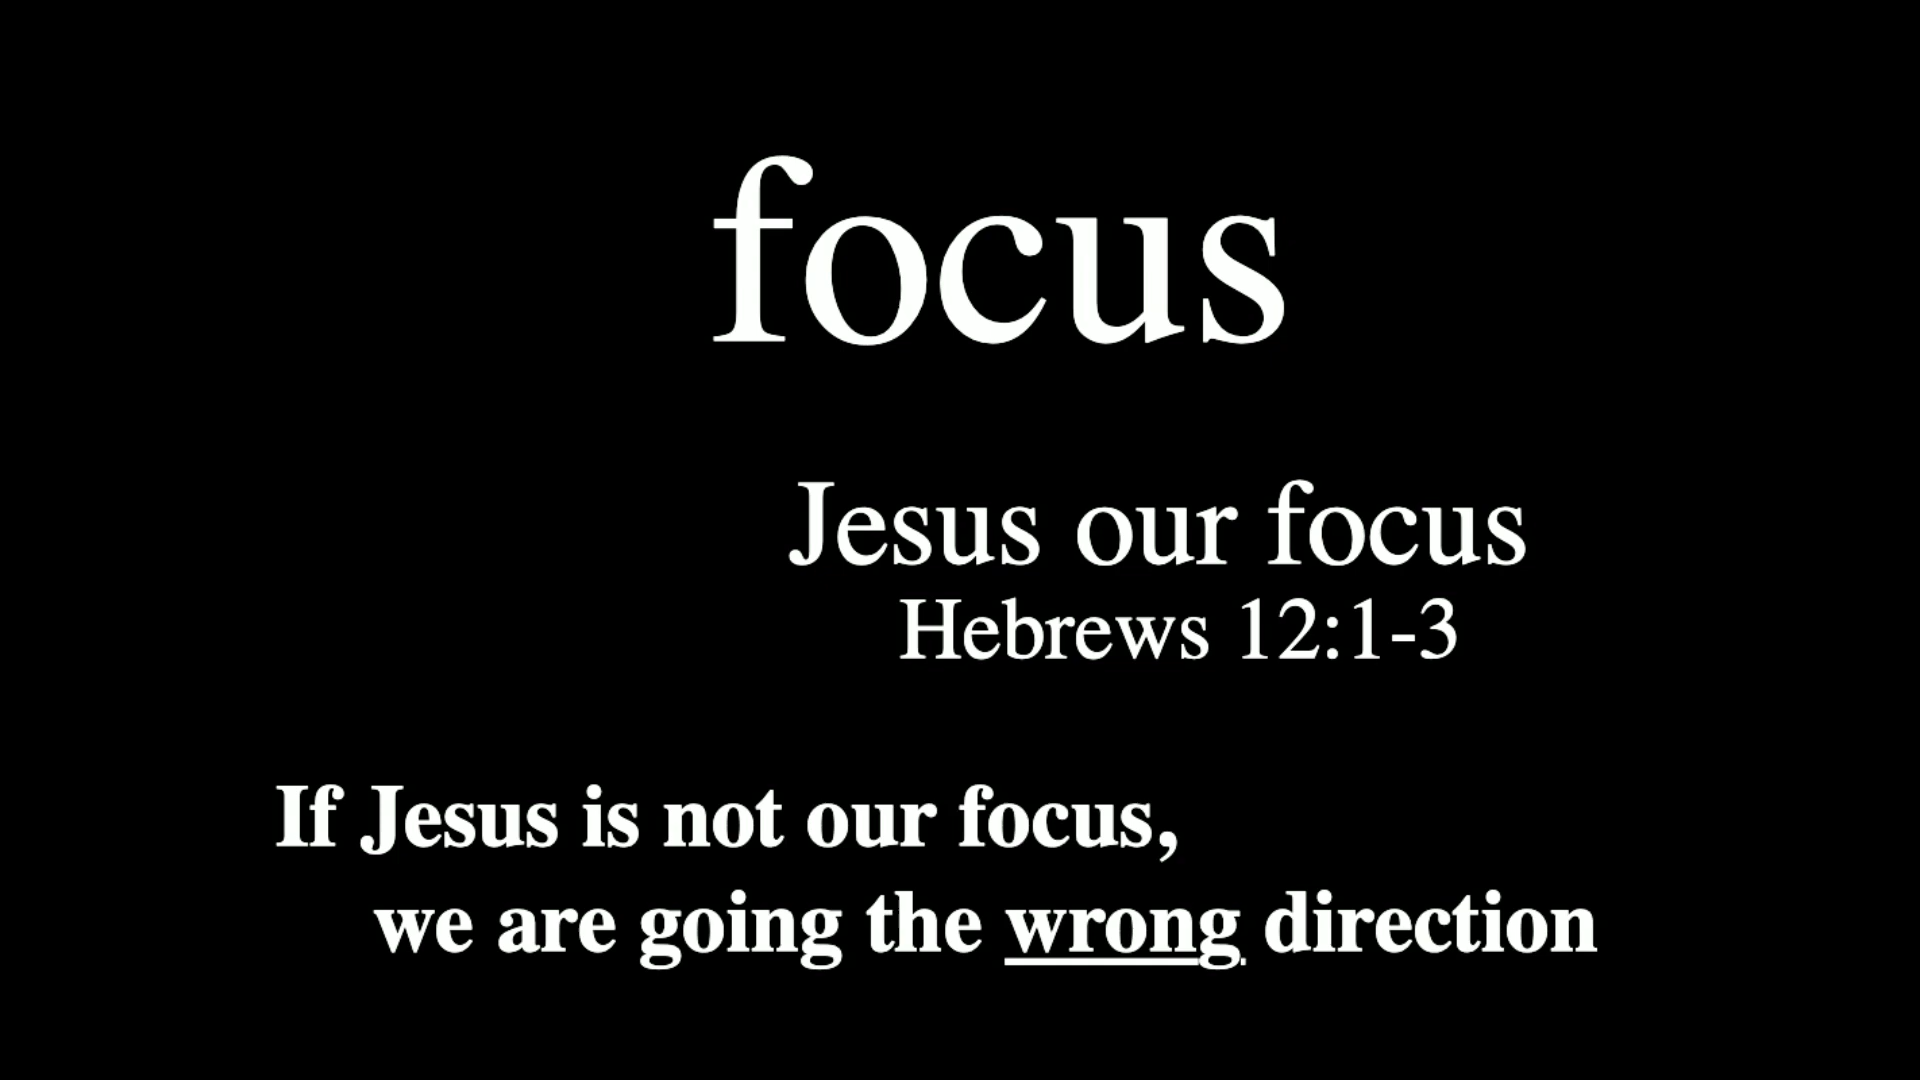 focus
Jesus our focus
Hebrews 12:1-3
If Jesus is not our focus,
we are going the wrong direction